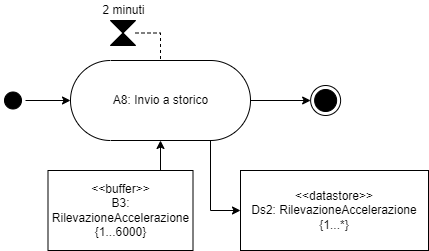 2 minuti
A8: Invio a storico
<<buffer>>
B3:
RilevazioneAccelerazione
{1...6000}
<<datastore>>
Ds2: RilevazioneAccelerazione
{1...*}